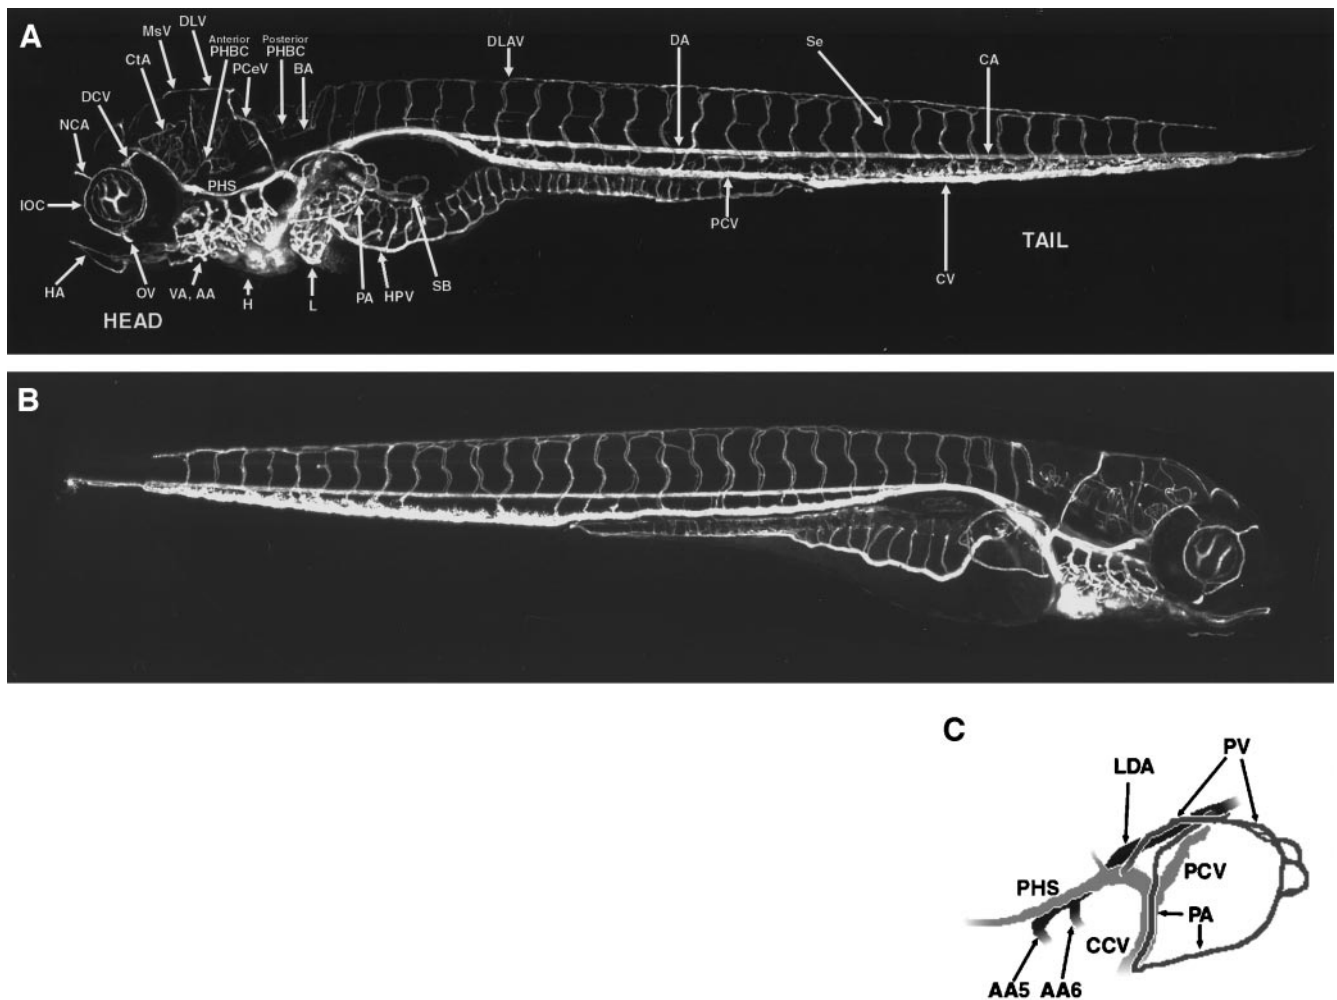 A
MsV
DLV
Anterior
PHBC
Posterior
PHBC
CtA
PCeV
BA
DLAV
DA
Se
CA
DCV
NCA
PHS
IOC
PCV
TAIL
HA
OV
VA, AA
H
L
PA
HPV
SB
CV
HEAD
B
C
PV
LDA
PHS
PCV
PA
CCV
AA5
AA6